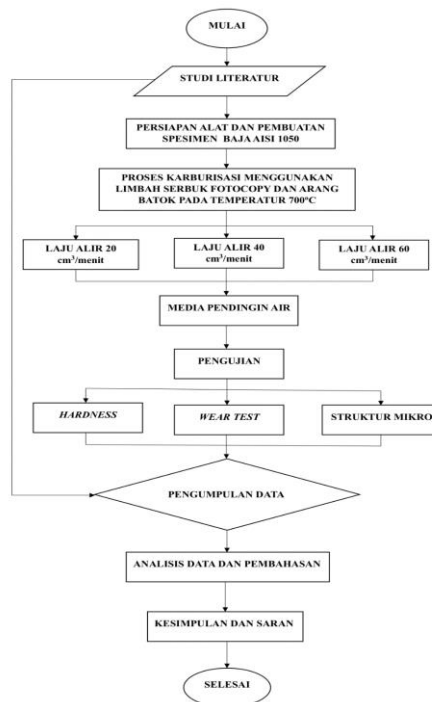 MULAI
STUDI LITERATUR
PERSIAPAN ALAT DAN PEMBUATAN
SPESIMEN BAJA AISI 1050
PROSES KARBURISASI MENGGUNAKAN
LIMBAH SERBUK FOTOCOPY DAN ARANG
BATOK PADA TEMPERATUR 700ºC
LAJU ALIR 20
cm³/menit
LAJU ALIR 40
cm³/menit
LAJU ALIR 60
cm³/menit
MEDIA PENDINGIN AIR
PENGUJIAN
HARDNESS
WEAR TEST
STRUKTUR MIKRO
PENGUMPULAN DATA
ANALISIS DATA DAN PEMBAHASAN
KESIMPULAN DAN SARAN
SELESAI